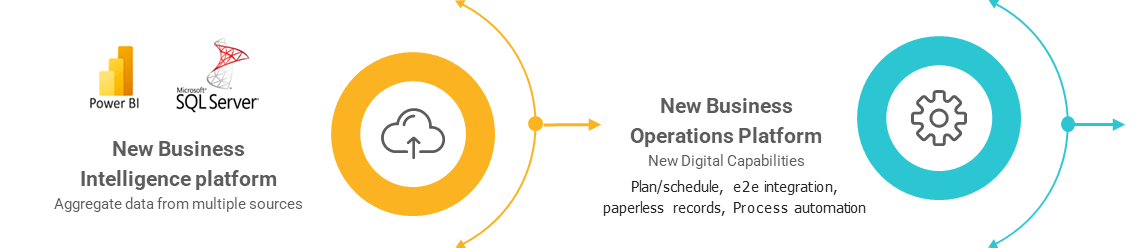 Power BI
Microsoft®
SQL Server®
New Business
Intelligence platform
Aggregate data from multiple sources
New Business
Operations Platform
New Digital Capabilities
Plan/schedule, e2e integration,
paperless records, Process automation